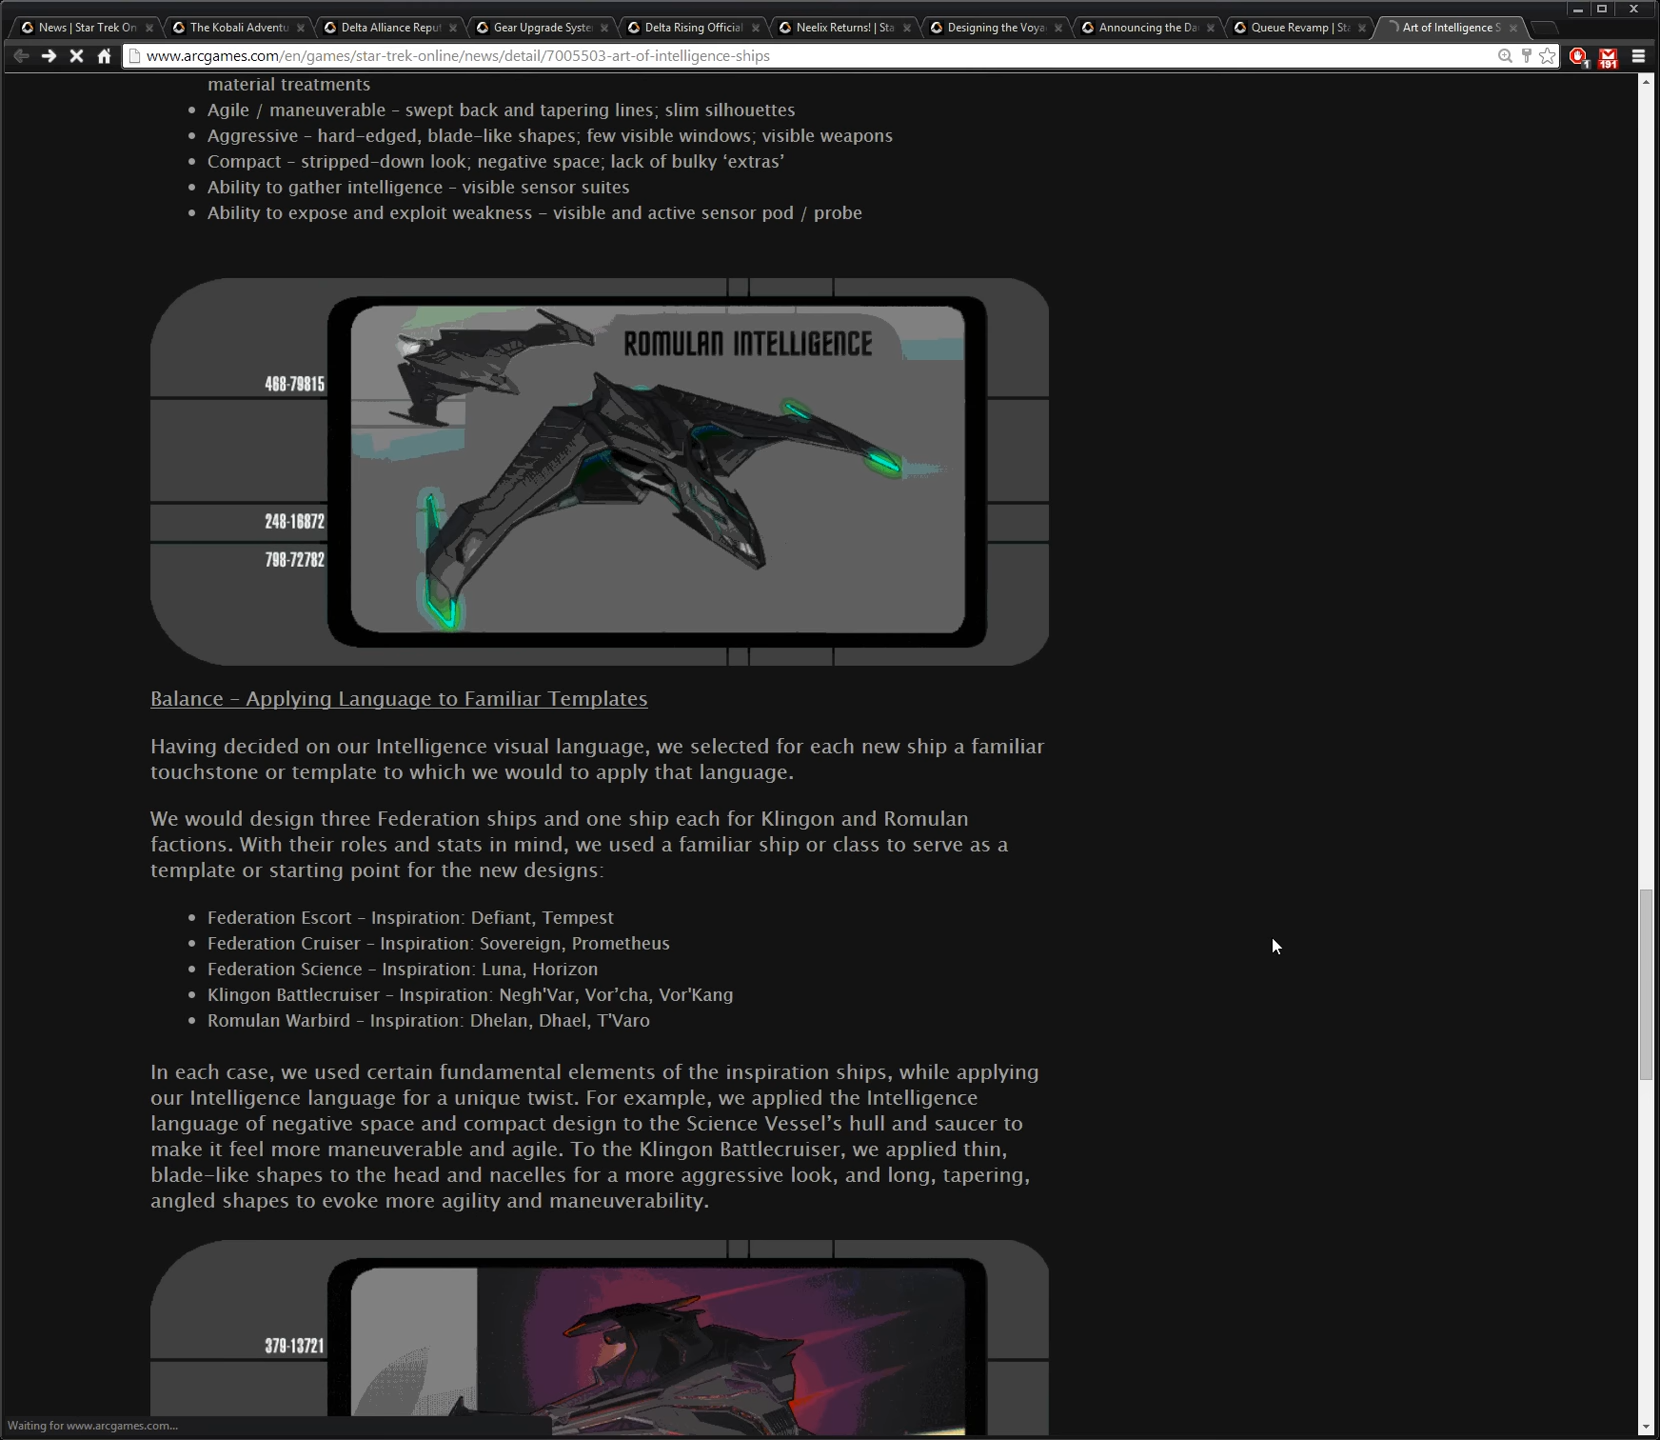 News | Star Trek On
The Kobali Adventu
Delta Alliance Repu
Gear Upgrade Syste
Delta Rising Official
Neelix Returns! | Sta
Designing the Voya
Announcing the Da
Queue Revamp | St
Art of Intelligence S
www.arcgames.com/en/games/star-trek-online/news/detail/7005503-art-of-intelligence-ships
1
191
material treatments
• Agile / maneuverable – swept back and tapering lines; slim silhouettes
• Aggressive – hard-edged, blade-like shapes; few visible windows; visible weapons
• Compact – stripped-down look; negative space; lack of bulky ‘extras’
• Ability to gather intelligence – visible sensor suites
• Ability to expose and exploit weakness – visible and active sensor pod / probe
ROMULAN INTELLIGENCE
468-79815
248-16872
798-72782
Balance – Applying Language to Familiar Templates
Having decided on our Intelligence visual language, we selected for each new ship a familiar
touchstone or template to which we would to apply that language.
We would design three Federation ships and one ship each for Klingon and Romulan
factions. With their roles and stats in mind, we used a familiar ship or class to serve as a
template or starting point for the new designs:
• Federation Escort – Inspiration: Defiant, Tempest
• Federation Cruiser – Inspiration: Sovereign, Prometheus
• Federation Science – Inspiration: Luna, Horizon
• Klingon Battlecruiser – Inspiration: Negh'Var, Vor’cha, Vor'Kang
• Romulan Warbird – Inspiration: Dhelan, Dhael, T'Varo
In each case, we used certain fundamental elements of the inspiration ships, while applying
our Intelligence language for a unique twist. For example, we applied the Intelligence
language of negative space and compact design to the Science Vessel’s hull and saucer to
make it feel more maneuverable and agile. To the Klingon Battlecruiser, we applied thin,
blade-like shapes to the head and nacelles for a more aggressive look, and long, tapering,
angled shapes to evoke more agility and maneuverability.
379-13721
Waiting for www.arcgames.com...